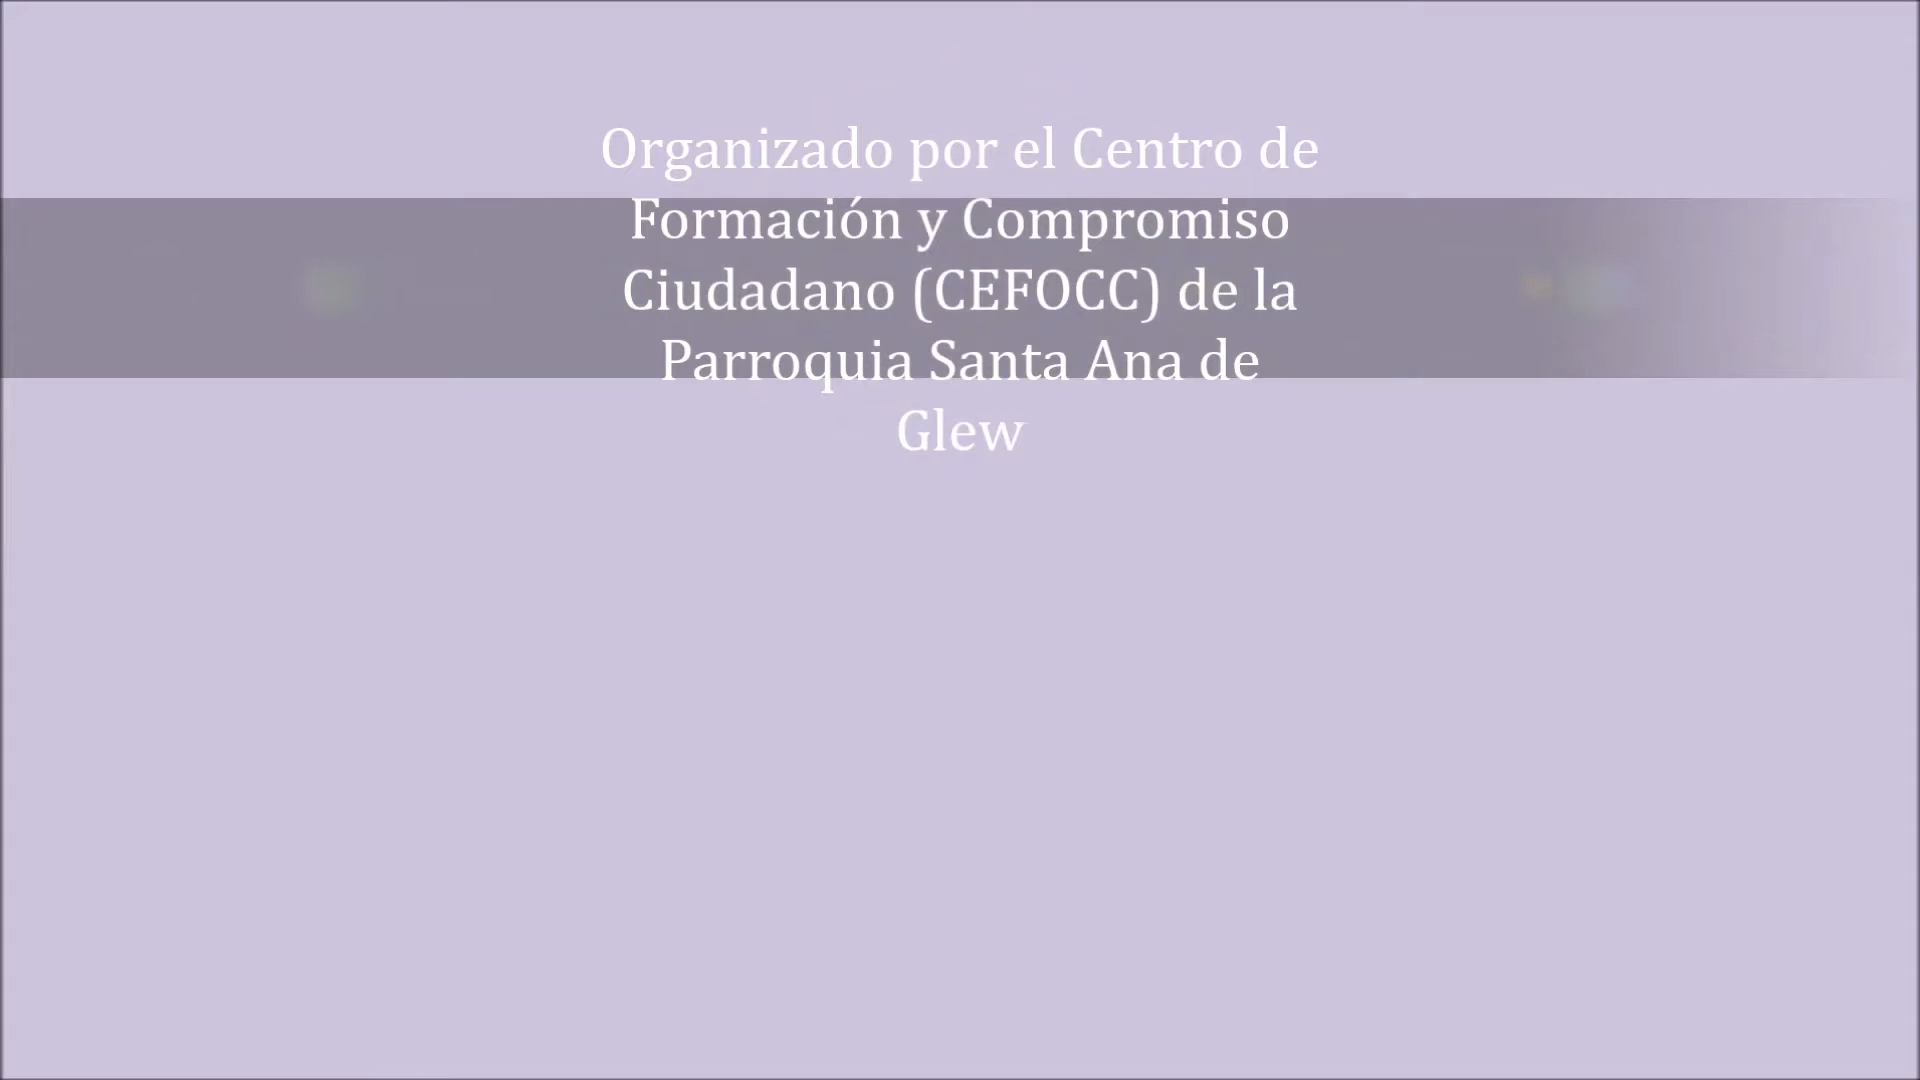 Organizado por el Centro de
Formación y Compromiso
Ciudadano (CEFOCC) de la
Parroquia Santa Ana de
Glew